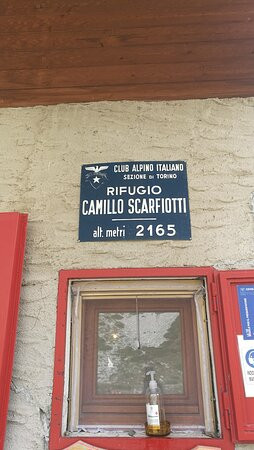 CLUB ALPINO ITALIANO
SEZIONE DI TORINO
RIFUGIO
CAMILLO SCARFIOTTI
alt. metri 2165